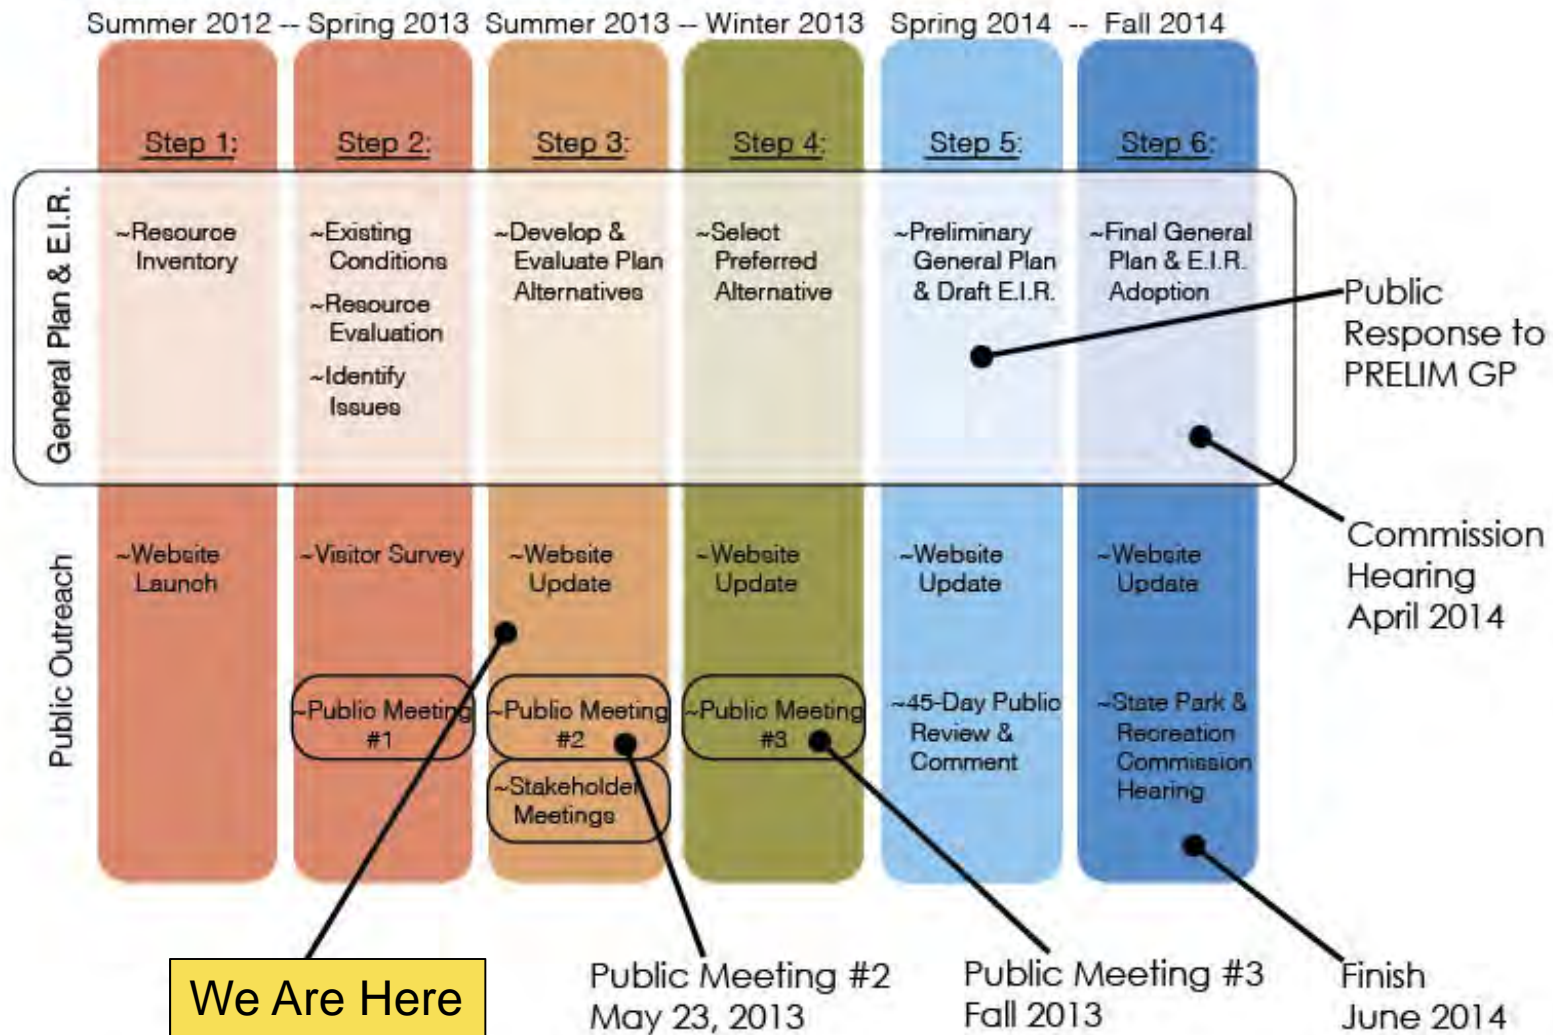 Summer 2012 -- Spring 2013 Summer 2013 -- Winter 2013 Spring 2014 -- Fall 2014
General Plan & E.I.R.
Public Outreach
Step 1:
~Resource
Inventory
~Website
Launch
Step 2:
~Existing
Conditions
~Resource
Evaluation
~Identify
Issues
~Visitor Survey
~Public Meeting
#1
Step 3:
~Develop &
Evaluate Plan
Alternatives
~Website
Update
~Public Meeting
#2
~Stakeholder
Meetings
Step 4:
~Select
Preferred
Alternative
~Website
Update
~Public Meeting
#3
Step 5:
~Preliminary
General Plan
& Draft E.I.R.
~Website
Update
~45-Day Public
Review &
Comment
Step 6:
~Final General
Plan & E.I.R.
Adoption
~Website
Update
~State Park &
Recreation
Commission
Hearing
Public
Response to
PRELIM GP
Commission
Hearing
April 2014
We Are Here
Public Meeting #2
May 23, 2013
Public Meeting #3
Fall 2013
Finish
June 2014